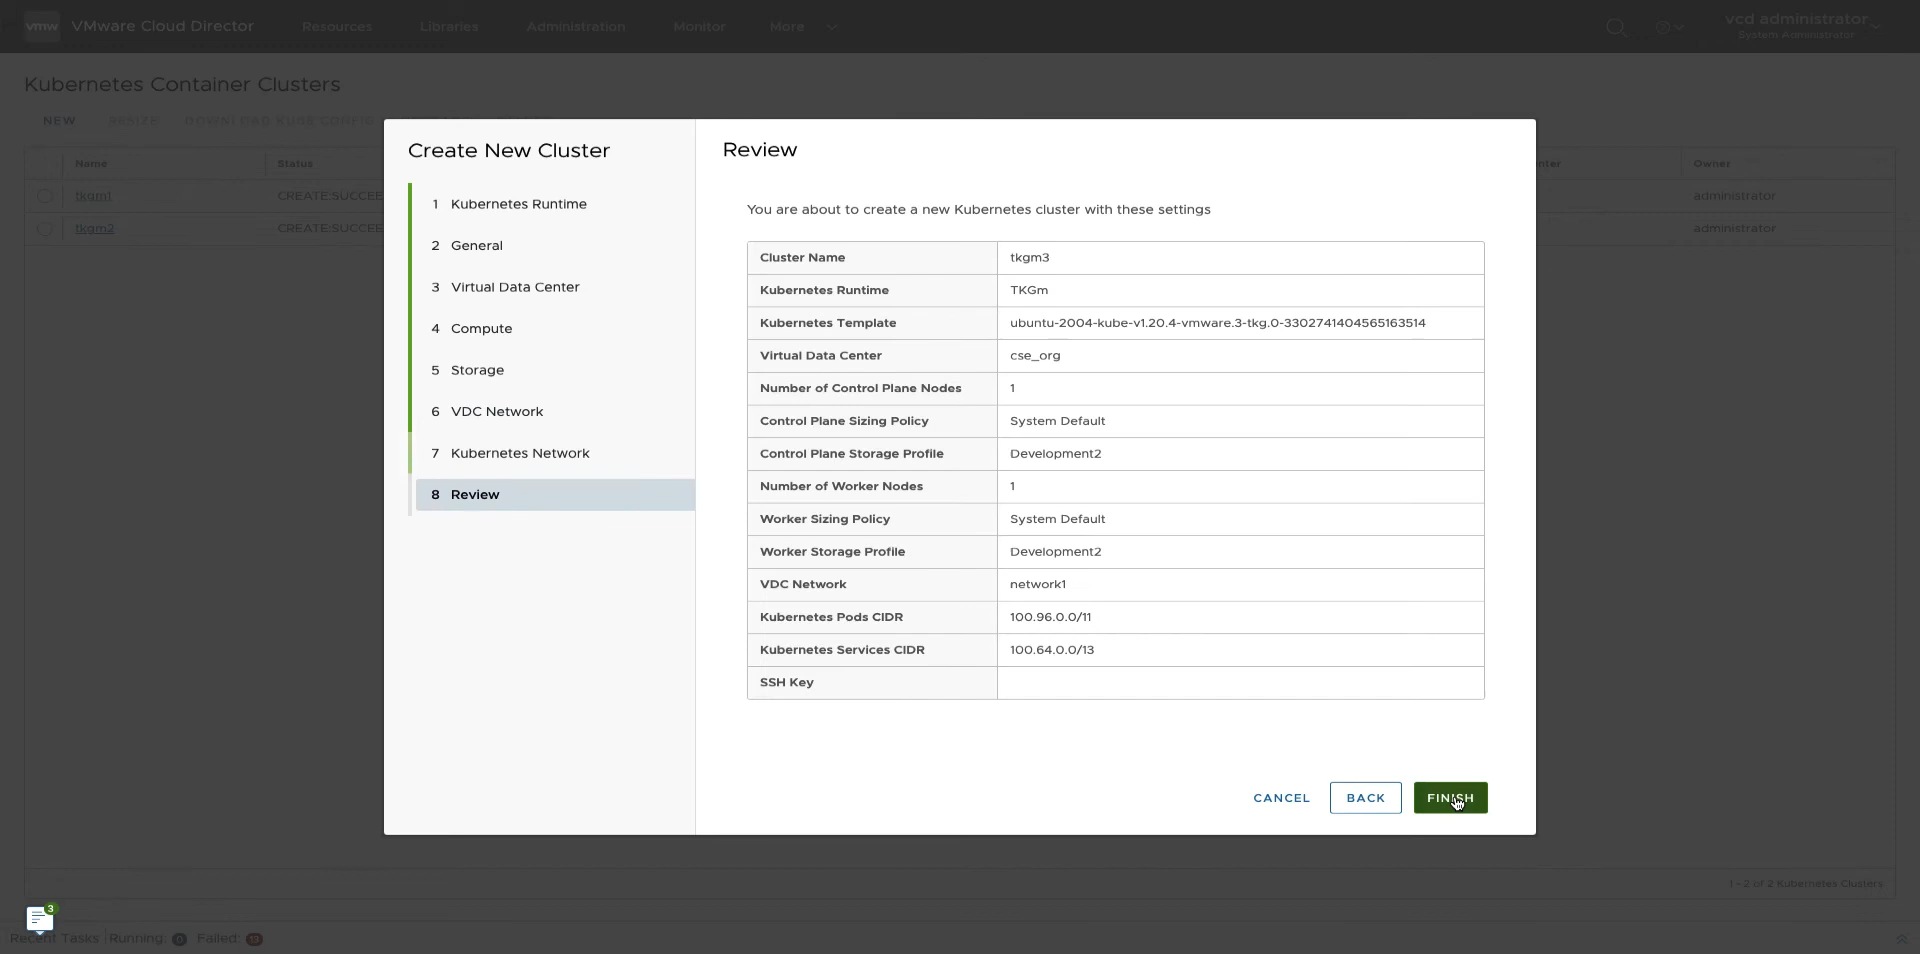 vmw VMware Cloud Director Resources Libraries Administration Monitor More vcd administrator
System Administrator
Kubernetes Container Clusters
NEW RESIZE DOWNLOAD KUBE CONFIG
Name Status Owner
tkgm1 CREATE:SUCCEE administrator
tkgm2 CREATE:SUCCEE administrator
Create New Cluster
1 Kubernetes Runtime
2 General
3 Virtual Data Center
4 Compute
5 Storage
6 VDC Network
7 Kubernetes Network
8 Review
Review
You are about to create a new Kubernetes cluster with these settings
Cluster Name tkgm3
Kubernetes Runtime TKGm
Kubernetes Template ubuntu-2004-kube-v1.20.4-vmware.3-tkg.0-3302741404565163514
Virtual Data Center cse_org
Number of Control Plane Nodes 1
Control Plane Sizing Policy System Default
Control Plane Storage Profile Development2
Number of Worker Nodes 1
Worker Sizing Policy System Default
Worker Storage Profile Development2
VDC Network network1
Kubernetes Pods CIDR 100.96.0.0/11
Kubernetes Services CIDR 100.64.0.0/13
SSH Key
CANCEL BACK FINISH
1 - 2 of 2 Kubernetes Clusters
3
Recent Tasks Running: 0 Failed: 13